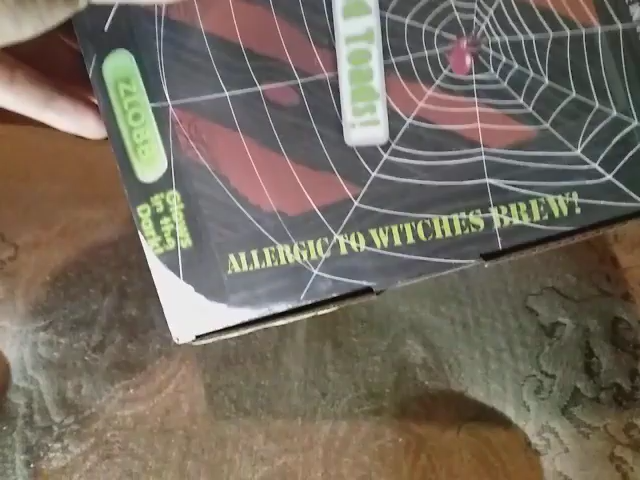 Toads!
ZLOBB
Glows
in the
Dark!
ALLERGIC TO WITCHES BREW!